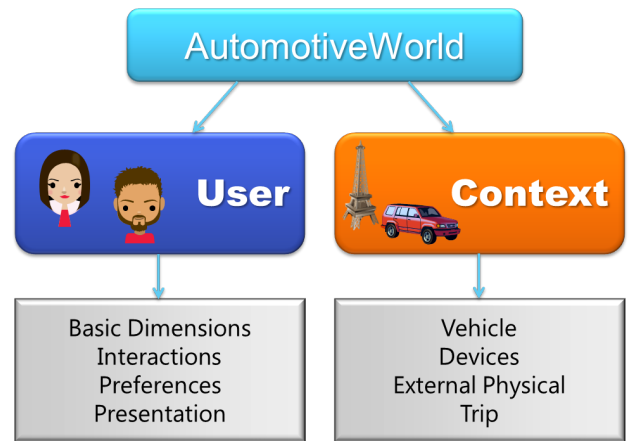 AutomotiveWorld
User
Context
Basic Dimensions
Interactions
Preferences
Presentation
Vehicle
Devices
External Physical
Trip